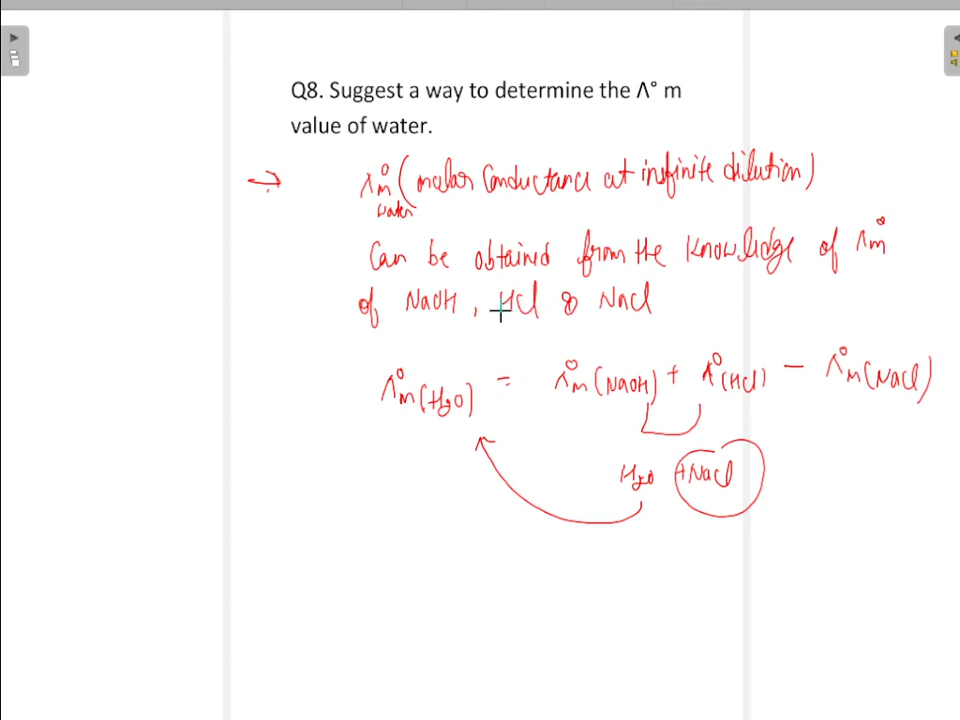 Q8. Suggest a way to determine the Λ° m
value of water.
→ Λ°m water (molar conductance at infinite dilution)
Can be obtained from the knowledge of Λ°m
of NaOH, HCl & NaCl
Λ°m(H2O) = Λ°m(NaOH) + Λ°(HCl) − Λ°m(NaCl)
H2O + NaCl